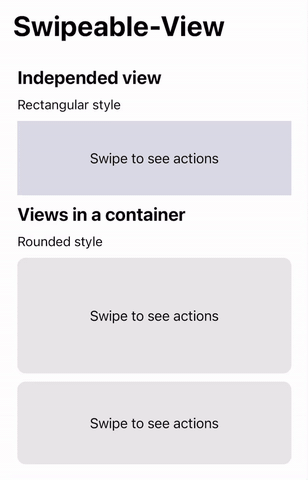 Swipeable-View
Independed view
Rectangular style
Swipe to see actions
Views in a container
Rounded style
Swipe to see actions
Swipe to see actions